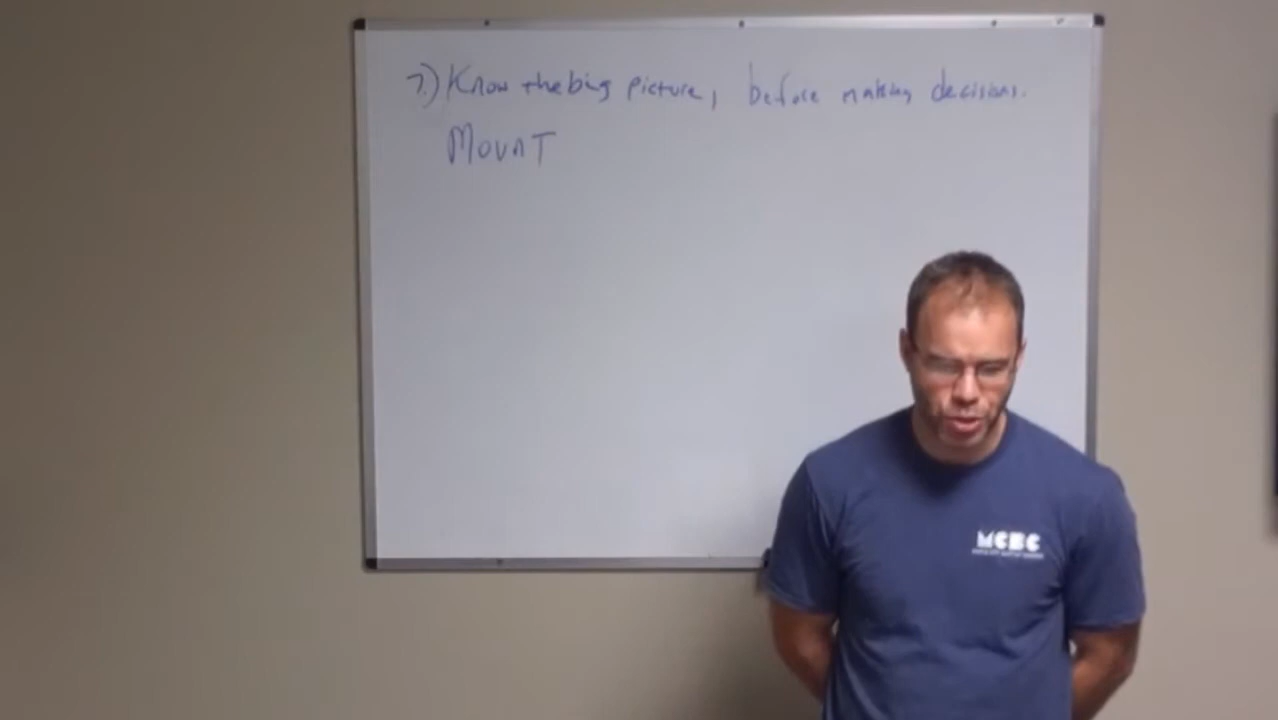 7.) Know the big picture, before making decisions.
MounT
MCBC